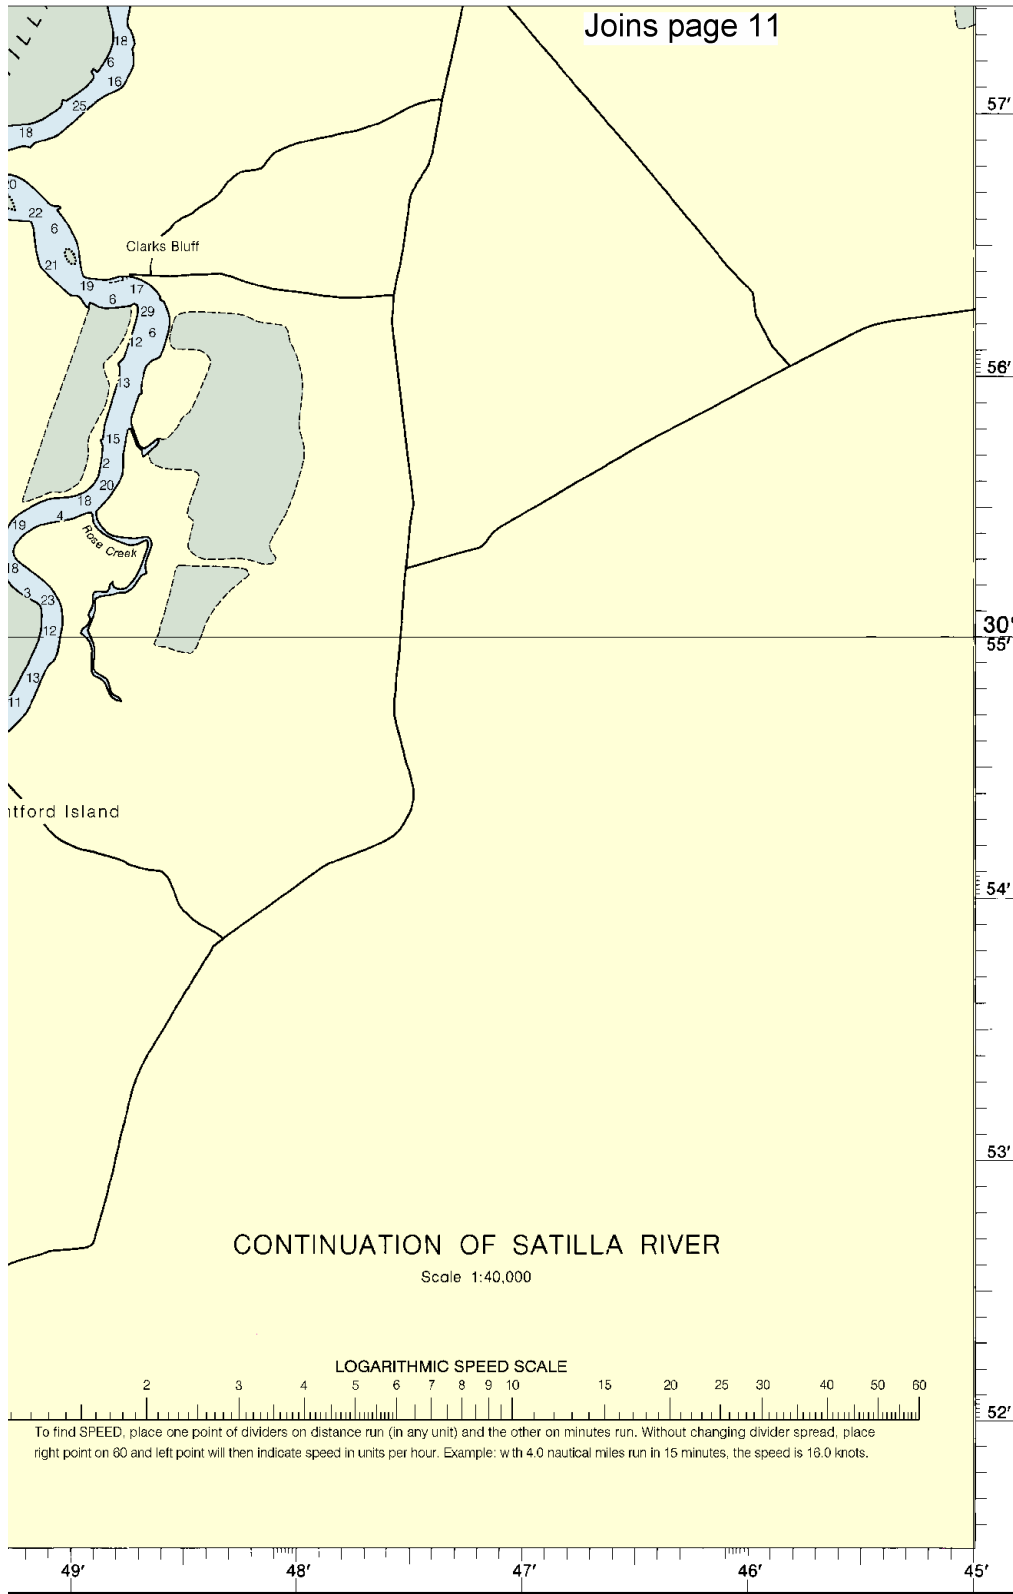 Joins page 11
ILL
18
6
16
25
18
57'
20
22
6
21
Clarks Bluff
19
17
6
29
6
12
13
56'
15
2
20
18
4
19
Rose Creek
18
3
23
12
30°
55'
13
11
ntford Island
54'
53'
CONTINUATION OF SATILLA RIVER
Scale 1:40,000
LOGARITHMIC SPEED SCALE
2 3 4 5 6 7 8 9 10 15 20 25 30 40 50 60
52'
To find SPEED, place one point of dividers on distance run (in any unit) and the other on minutes run. Without changing divider spread, place
right point on 60 and left point will then indicate speed in units per hour. Example: with 4.0 nautical miles run in 15 minutes, the speed is 16.0 knots.
49' 48' 47' 46' 45'